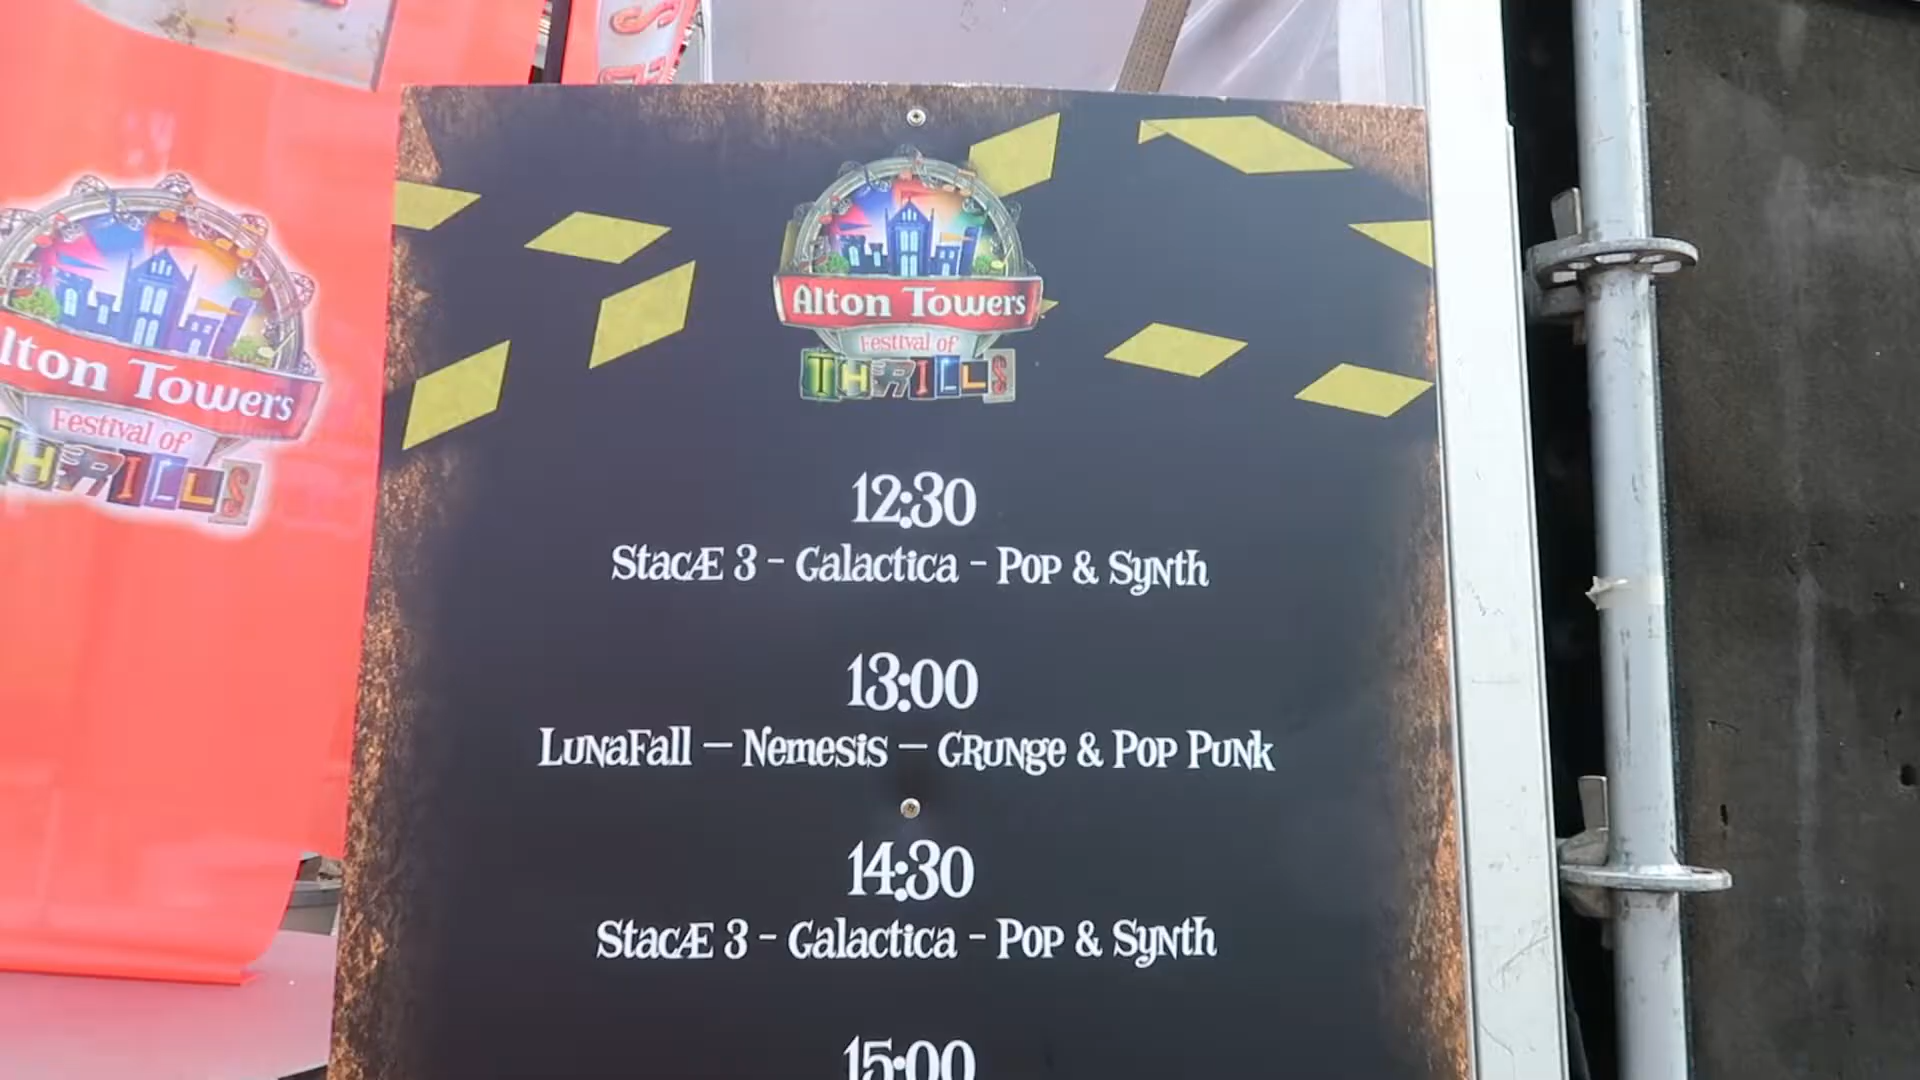 Alton Towers
Festival of
THRILLS
lton Towers
Festival of
THRILLS
12:30
StacÆ 3 - Galactica - Pop & Synth
13:00
LunaFall — Nemesis — Grunge & Pop Punk
14:30
StacÆ 3 - Galactica - Pop & Synth
15:00